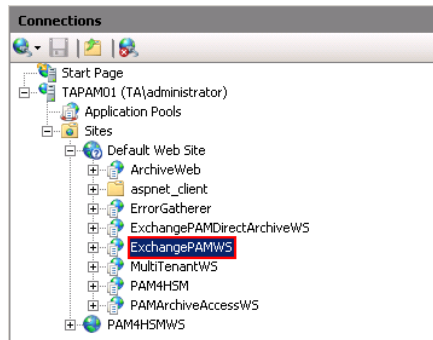 Connections
Start Page
TAPAM01 (TA\administrator)
Application Pools
Sites
Default Web Site
ArchiveWeb
aspnet_client
ErrorGatherer
ExchangePAMDirectArchiveWS
ExchangePAMWS
MultiTenantWS
PAM4HSM
PAMArchiveAccessWS
PAM4HSMWS